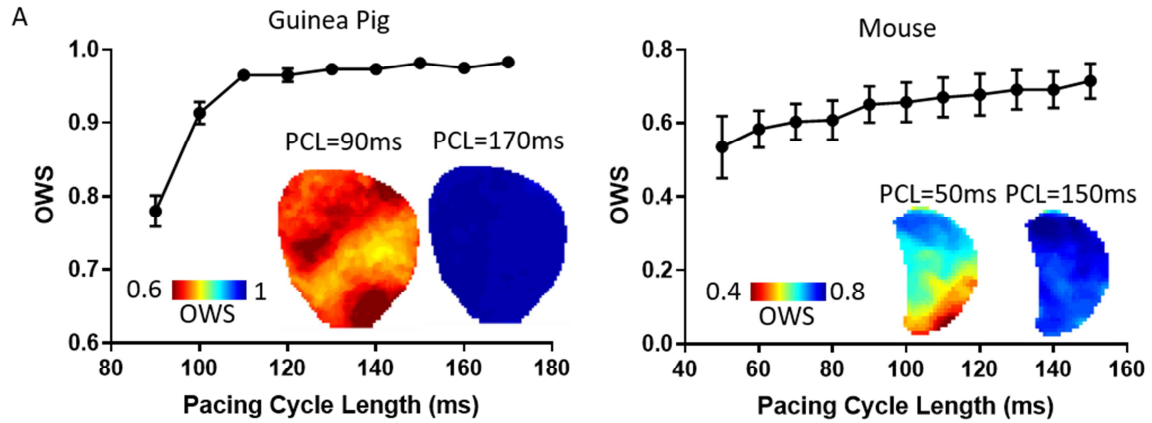 A
Guinea Pig
1.0
0.9
0.8
0.7
0.6
OWS
PCL=90ms PCL=170ms
0.6 1
OWS
80 100 120 140 160 180
Pacing Cycle Length (ms)
Mouse
0.8
0.6
0.4
0.2
0.0
OWS
PCL=50ms PCL=150ms
0.4 0.8
OWS
40 60 80 100 120 140 160
Pacing Cycle Length (ms)